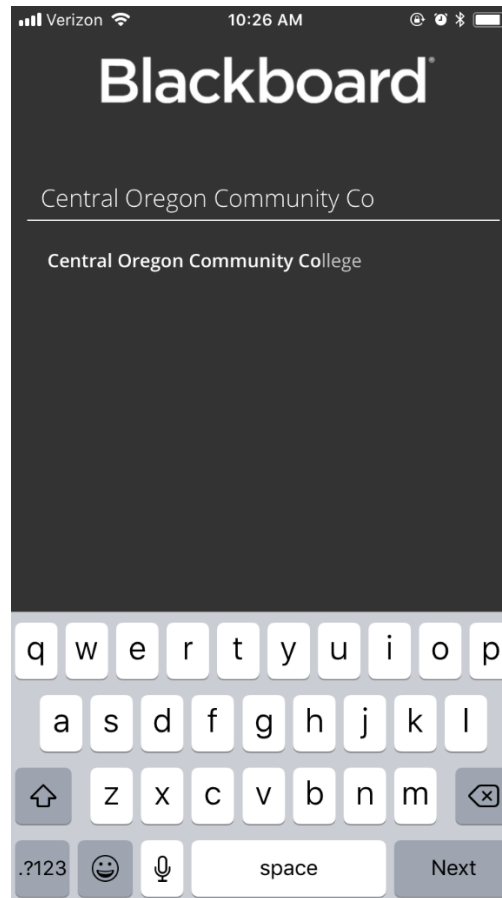 Verizon 10:26 AM
Blackboard®
Central Oregon Community Co
Central Oregon Community College
q w e r t y u i o p
a s d f g h j k l
z x c v b n m
.?123 space Next